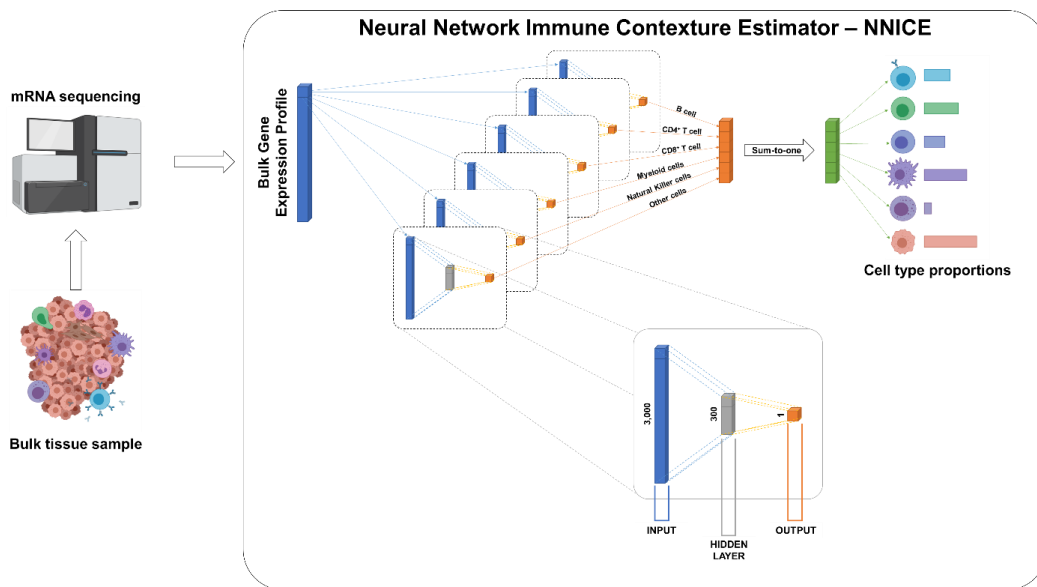 Neural Network Immune Contexture Estimator – NNICE
mRNA sequencing
Bulk tissue sample
Bulk Gene
Expression Profile
B cell
CD4⁺ T cell
CD8⁺ T cell
Myeloid cells
Natural Killer cells
Other cells
Sum-to-one
Cell type proportions
3,000
300
1
INPUT
HIDDEN
LAYER
OUTPUT